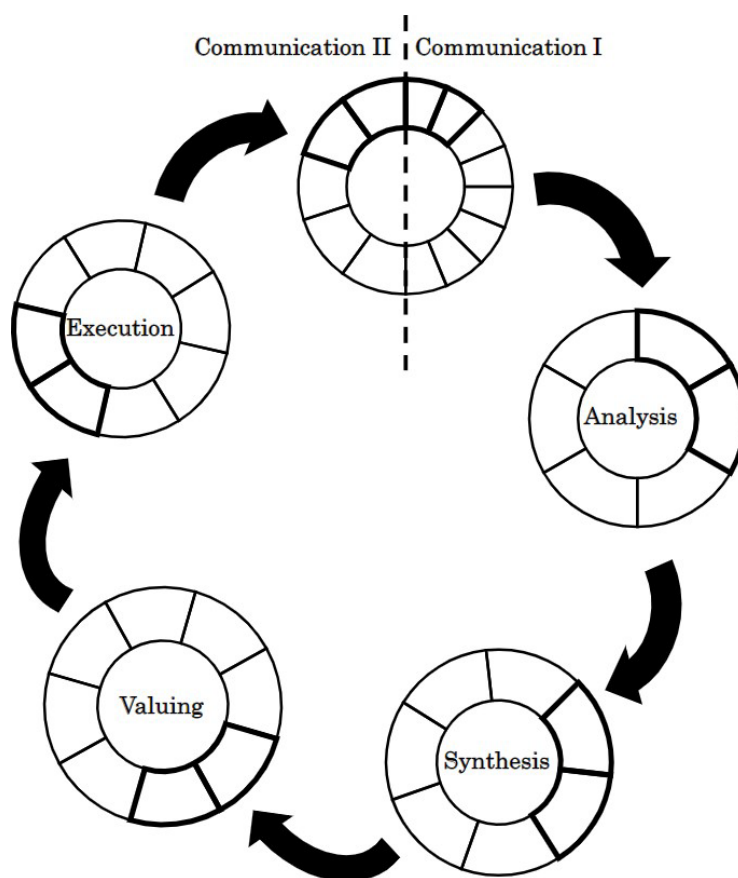 Communication II Communication I
Execution
Analysis
Valuing
Synthesis